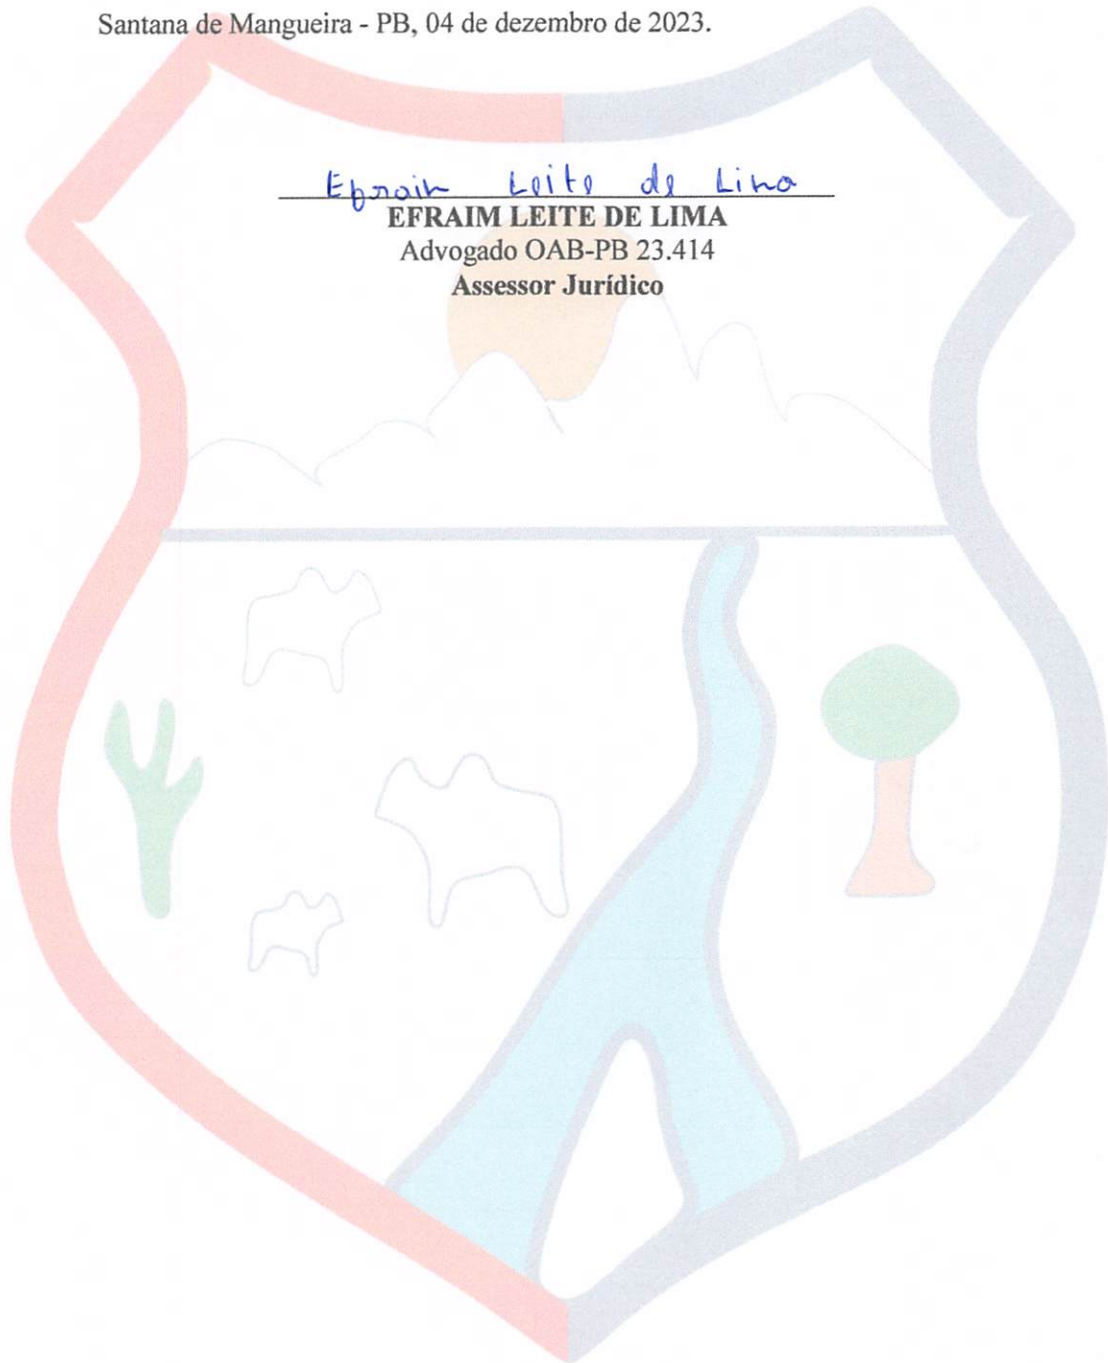 Santana de Mangueira - PB, 04 de dezembro de 2023.
Efraim Leite de Lima
EFRAIM LEITE DE LIMA
Advogado OAB-PB 23.414
Assessor Jurídico